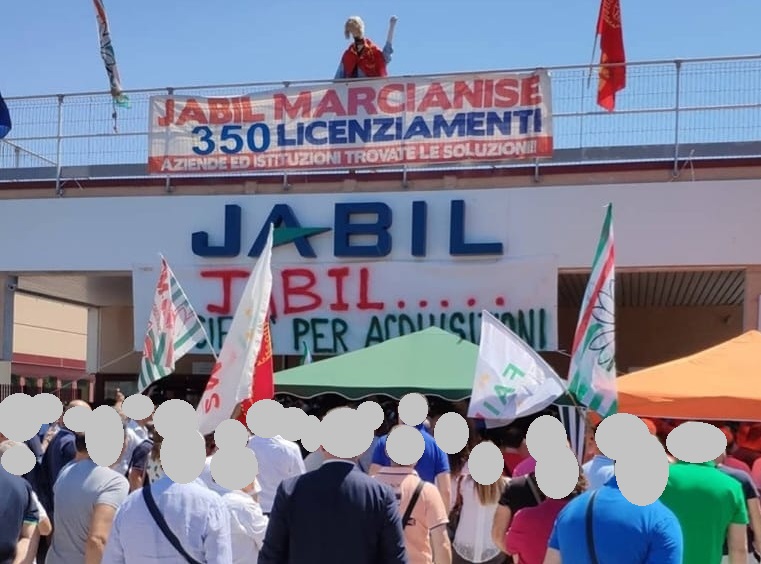 JABIL MARCIANISE
350 LICENZIAMENTI
AZIENDE ED ISTITUZIONI TROVATE LE SOLUZIONI!!
JABIL
JABIL.....
PER ACQUISIZIONI